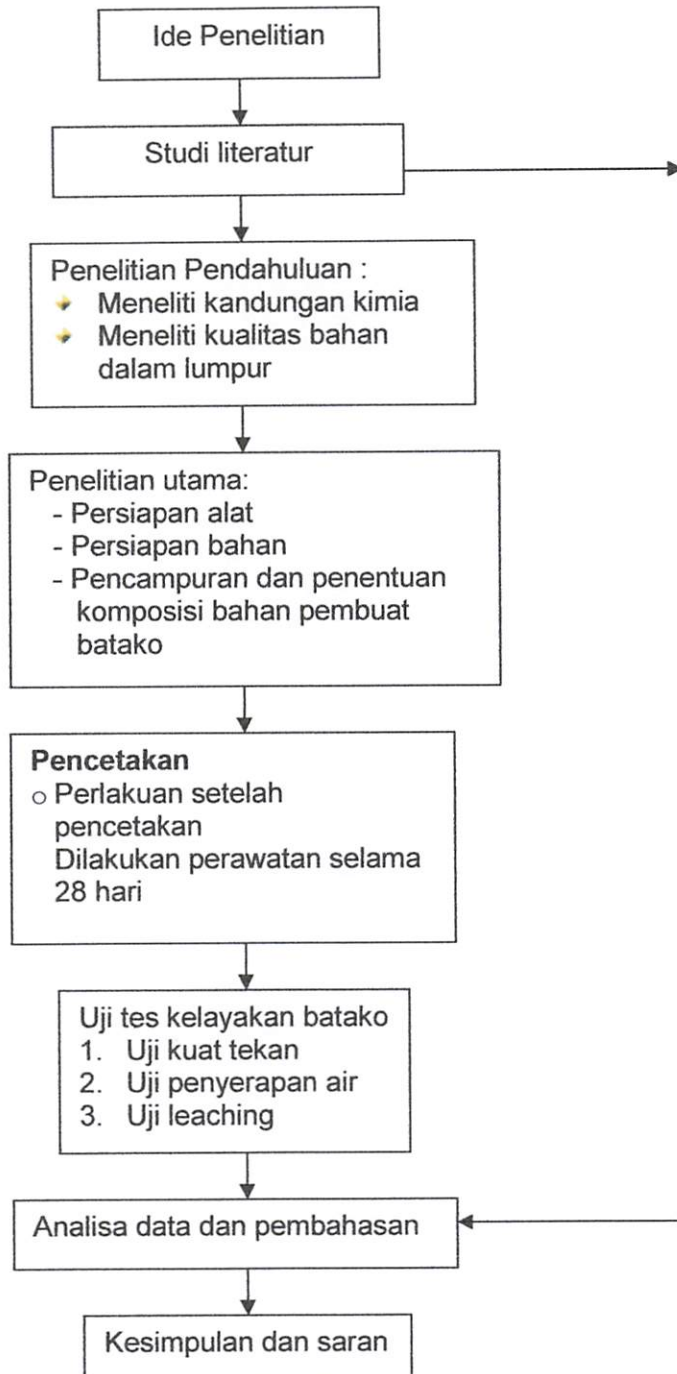 Ide Penelitian
Studi literatur
Penelitian Pendahuluan :
Meneliti kandungan kimia
Meneliti kualitas bahan
dalam lumpur
Penelitian utama:
- Persiapan alat
- Persiapan bahan
- Pencampuran dan penentuan
komposisi bahan pembuat
batako
Pencetakan
o Perlakuan setelah
pencetakan
Dilakukan perawatan selama
28 hari
Uji tes kelayakan batako
1. Uji kuat tekan
2. Uji penyerapan air
3. Uji leaching
Analisa data dan pembahasan
Kesimpulan dan saran